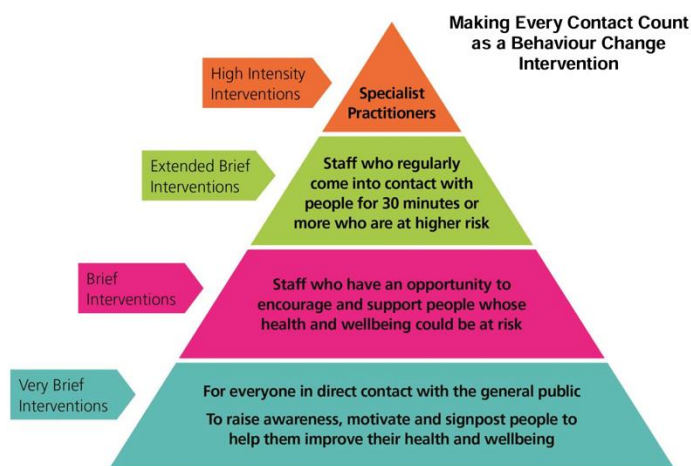 Making Every Contact Count
as a Behaviour Change
Intervention
High Intensity
Interventions
Specialist
Practitioners
Extended Brief
Interventions
Staff who regularly
come into contact with
people for 30 minutes or
more who are at higher risk
Brief
Interventions
Staff who have an opportunity to
encourage and support people whose
health and wellbeing could be at risk
Very Brief
Interventions
For everyone in direct contact with the general public
To raise awareness, motivate and signpost people to
help them improve their health and wellbeing